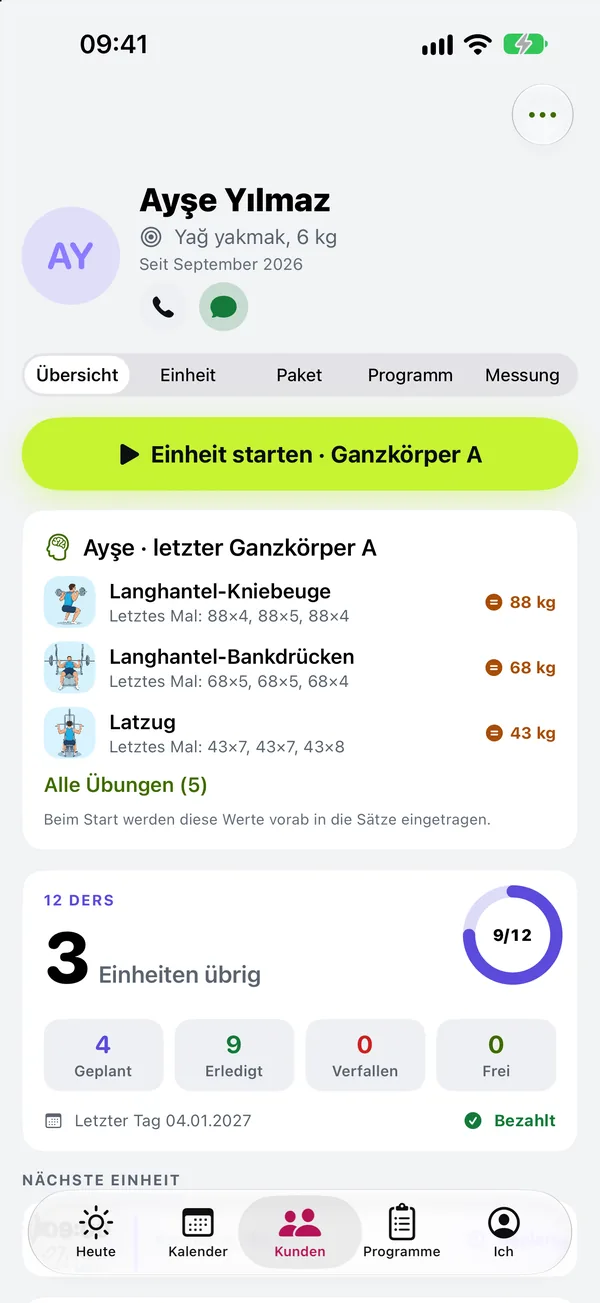 09:41
Ayşe Yılmaz
AY
Yağ yakmak, 6 kg
Seit September 2026
Übersicht Einheit Paket Programm Messung
Einheit starten · Ganzkörper A
Ayşe · letzter Ganzkörper A
Langhantel-Kniebeuge
Letztes Mal: 88×4, 88×5, 88×4
88 kg
Langhantel-Bankdrücken
Letztes Mal: 68×5, 68×5, 68×4
68 kg
Latzug
Letztes Mal: 43×7, 43×7, 43×8
43 kg
Alle Übungen (5)
Beim Start werden diese Werte vorab in die Sätze eingetragen.
12 DERS
3 Einheiten übrig
9/12
4 9 0 0
Geplant Erledigt Verfallen Frei
Letzter Tag 04.01.2027 Bezahlt
NÄCHSTE EINHEIT
Heute Kalender Kunden Programme Ich